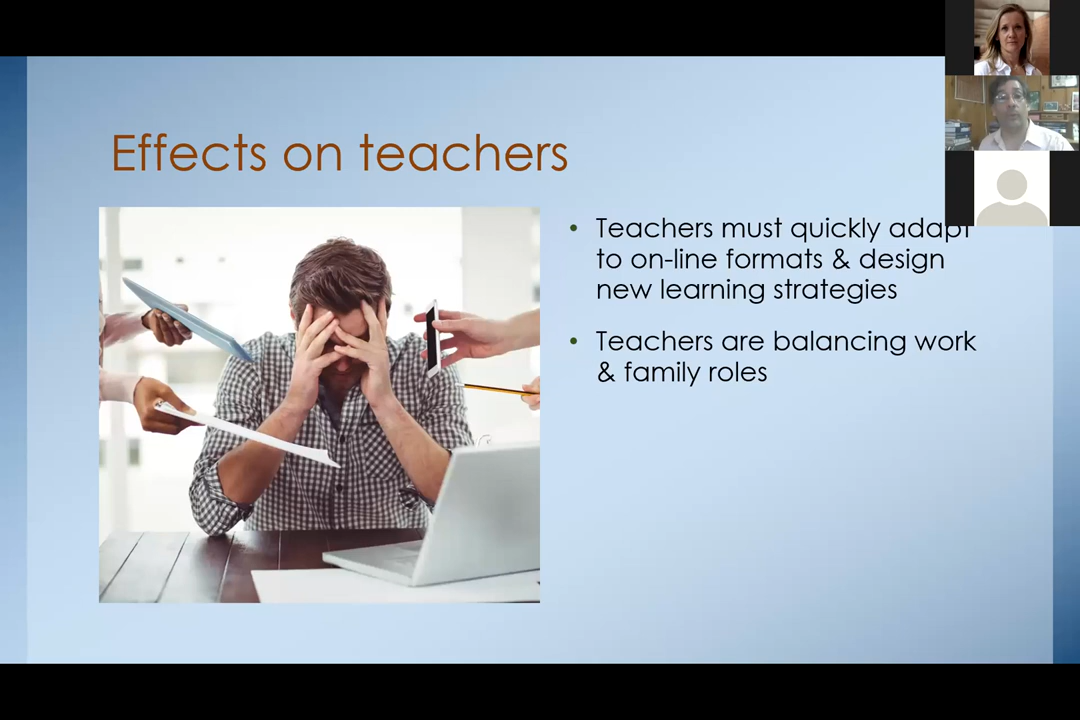 Effects on teachers
• Teachers must quickly adapt
to on-line formats & design
new learning strategies
• Teachers are balancing work
& family roles